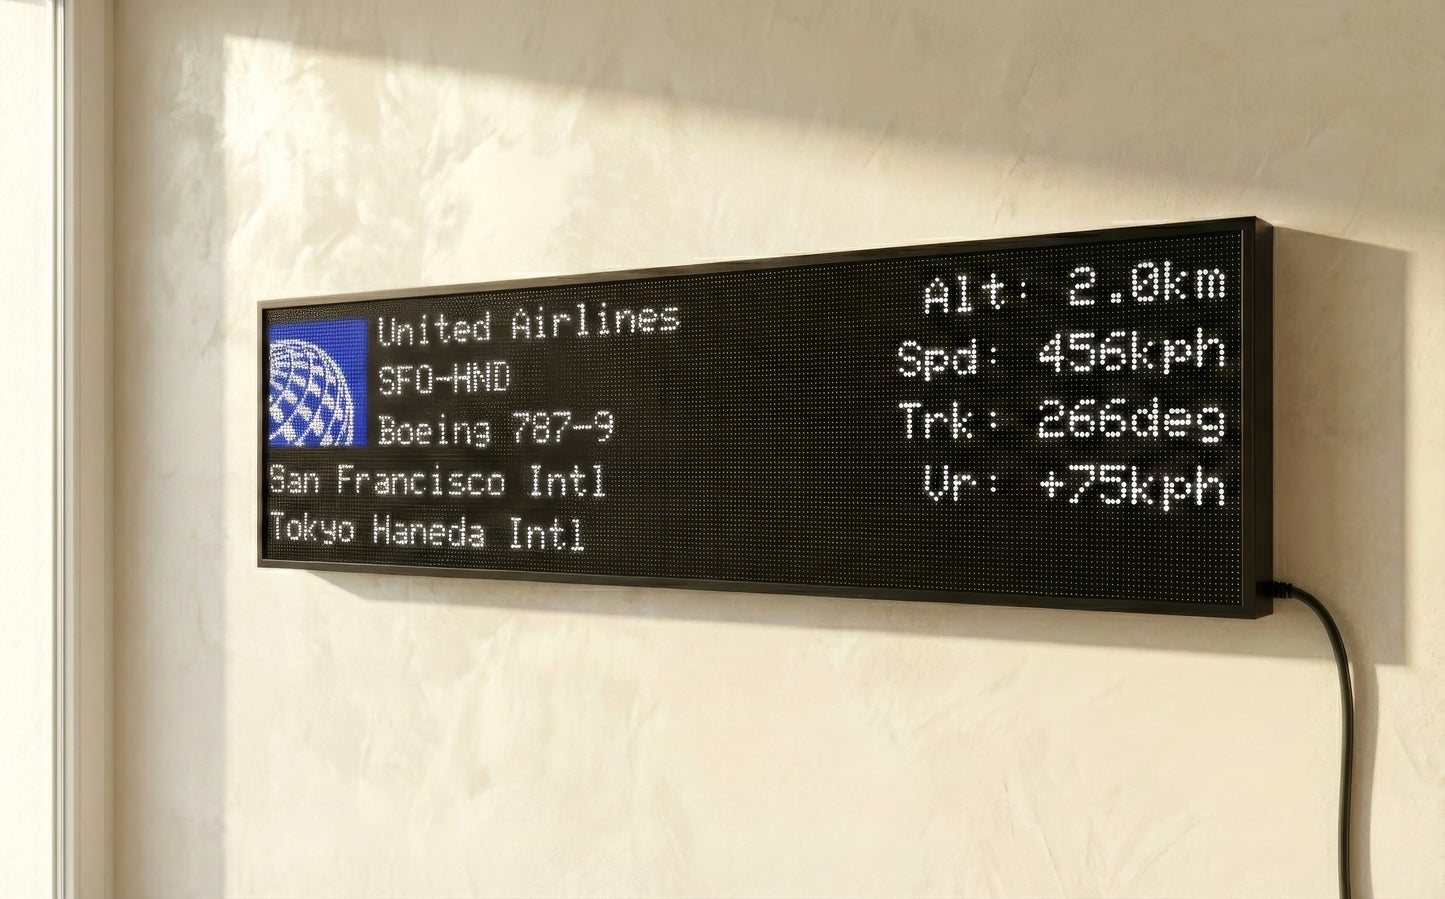 United Airlines
SFO-HND
Boeing 787-9
San Francisco Intl
Tokyo Haneda Intl
Alt: 2.0km
Spd: 456kph
Trk: 266deg
Vr: +75kph